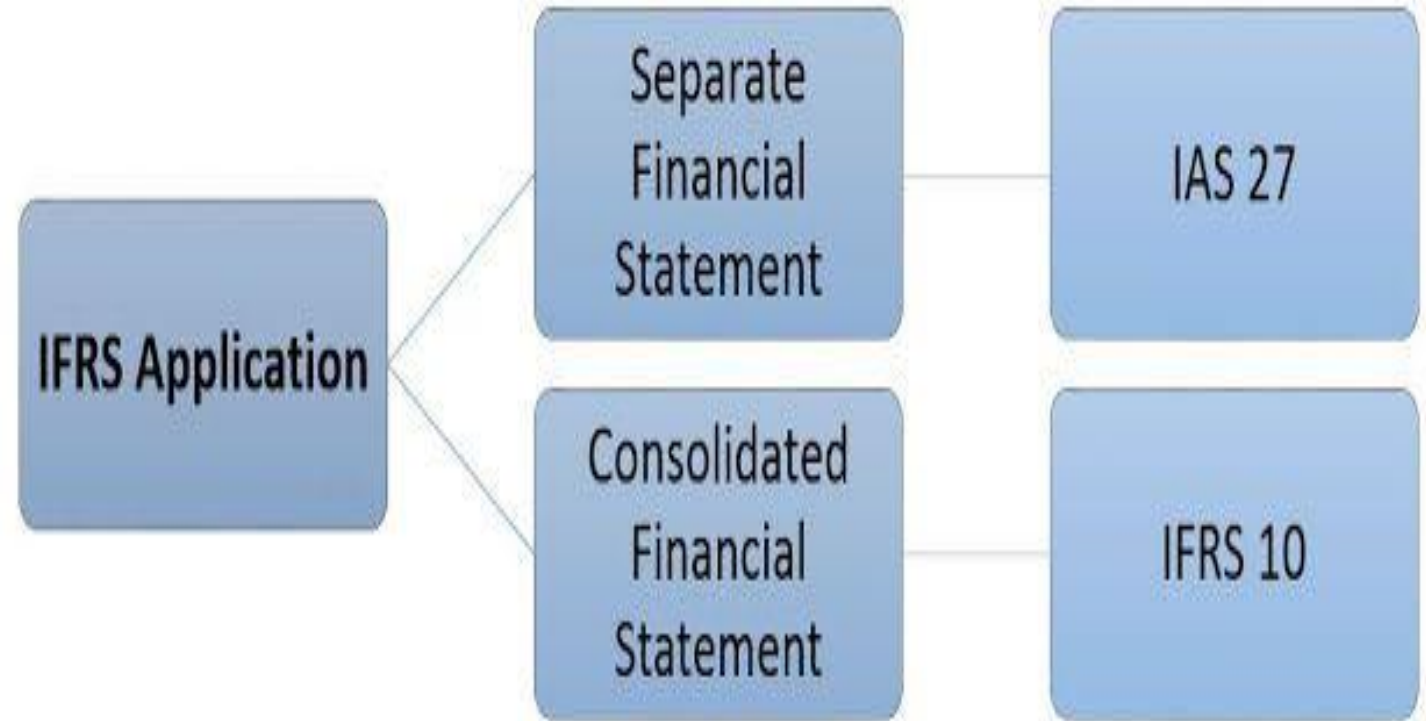 IFRS Application
Separate
Financial
Statement
IAS 27
Consolidated
Financial
Statement
IFRS 10